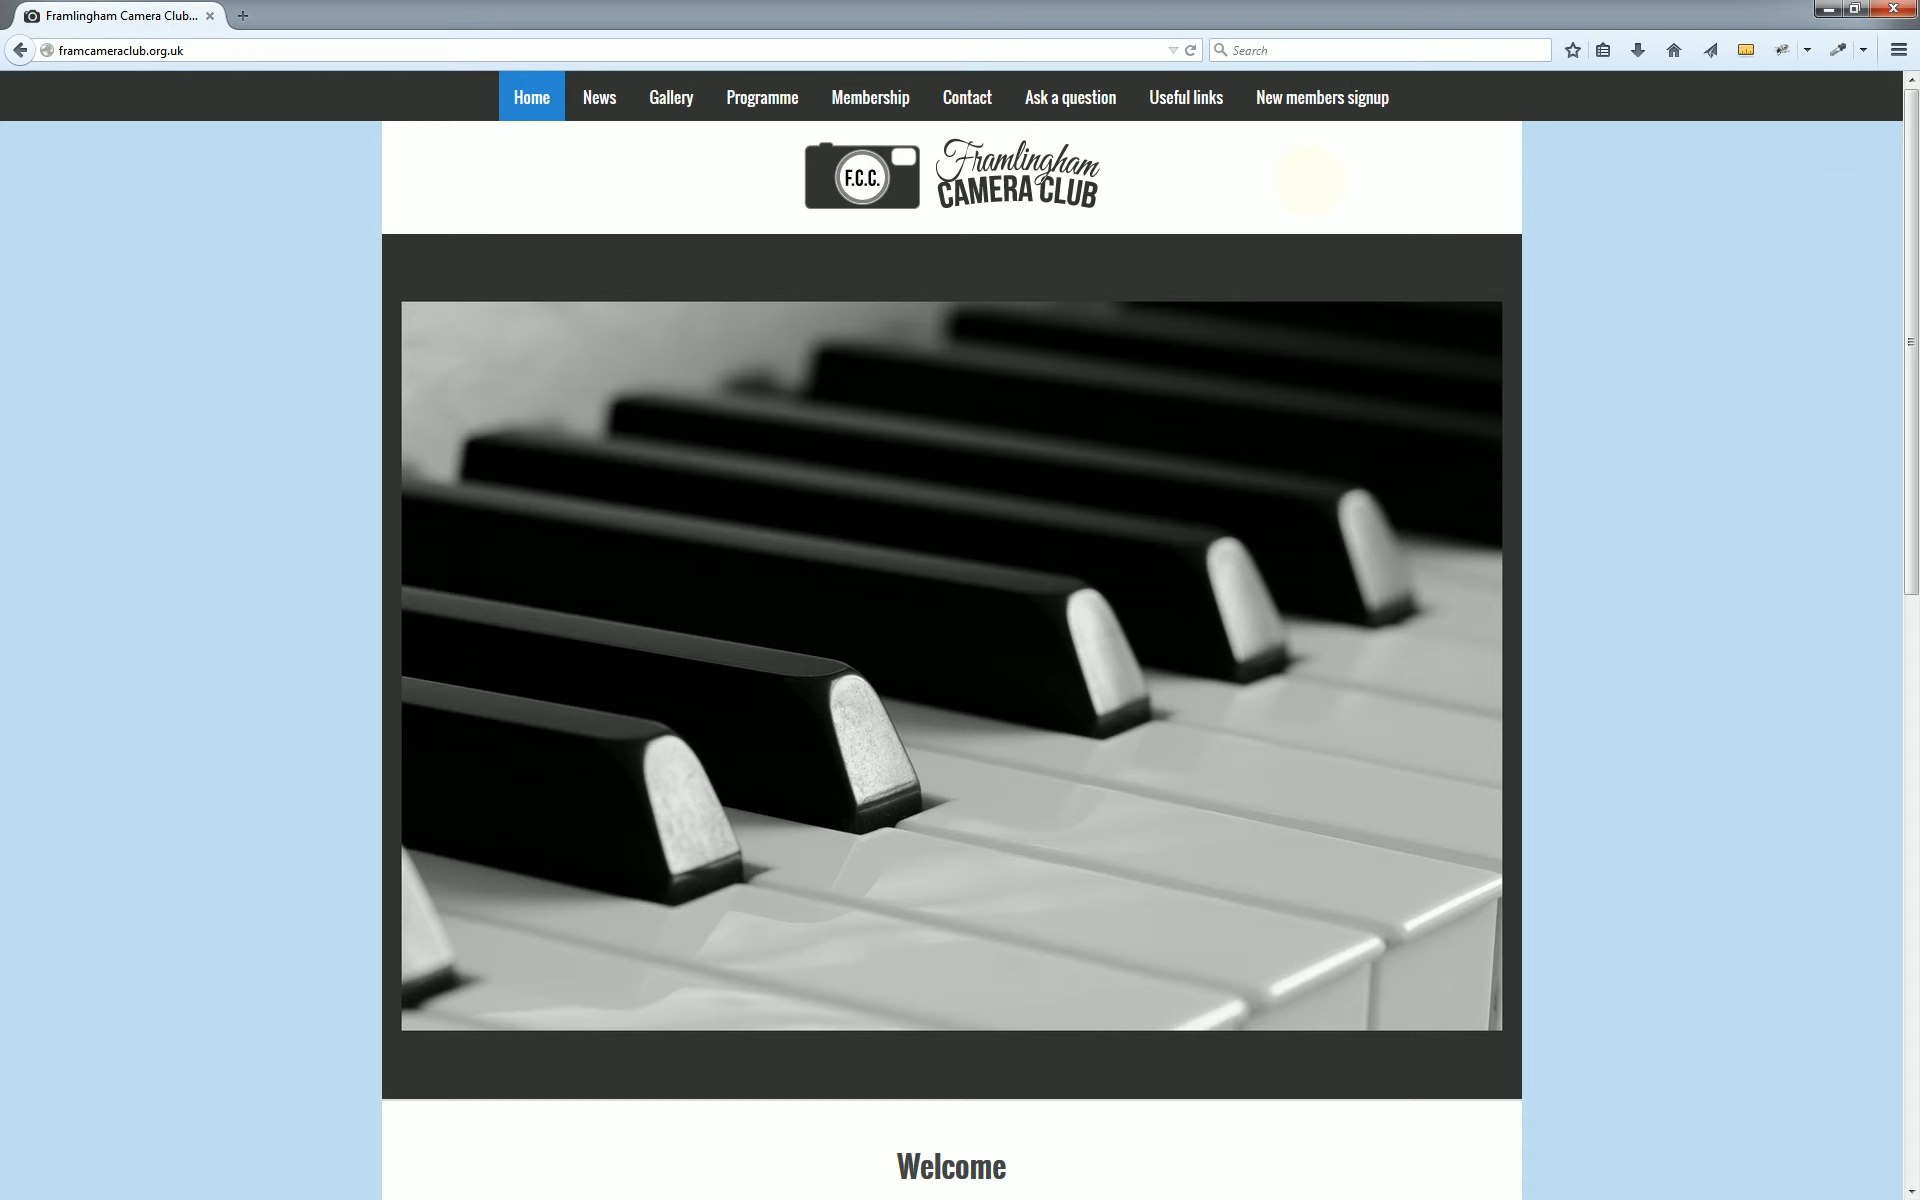 Framlingham Camera Club...
framcameraclub.org.uk
Search
Home News Gallery Programme Membership Contact Ask a question Useful links New members signup
F.C.C.
Framlingham
CAMERA CLUB
Welcome